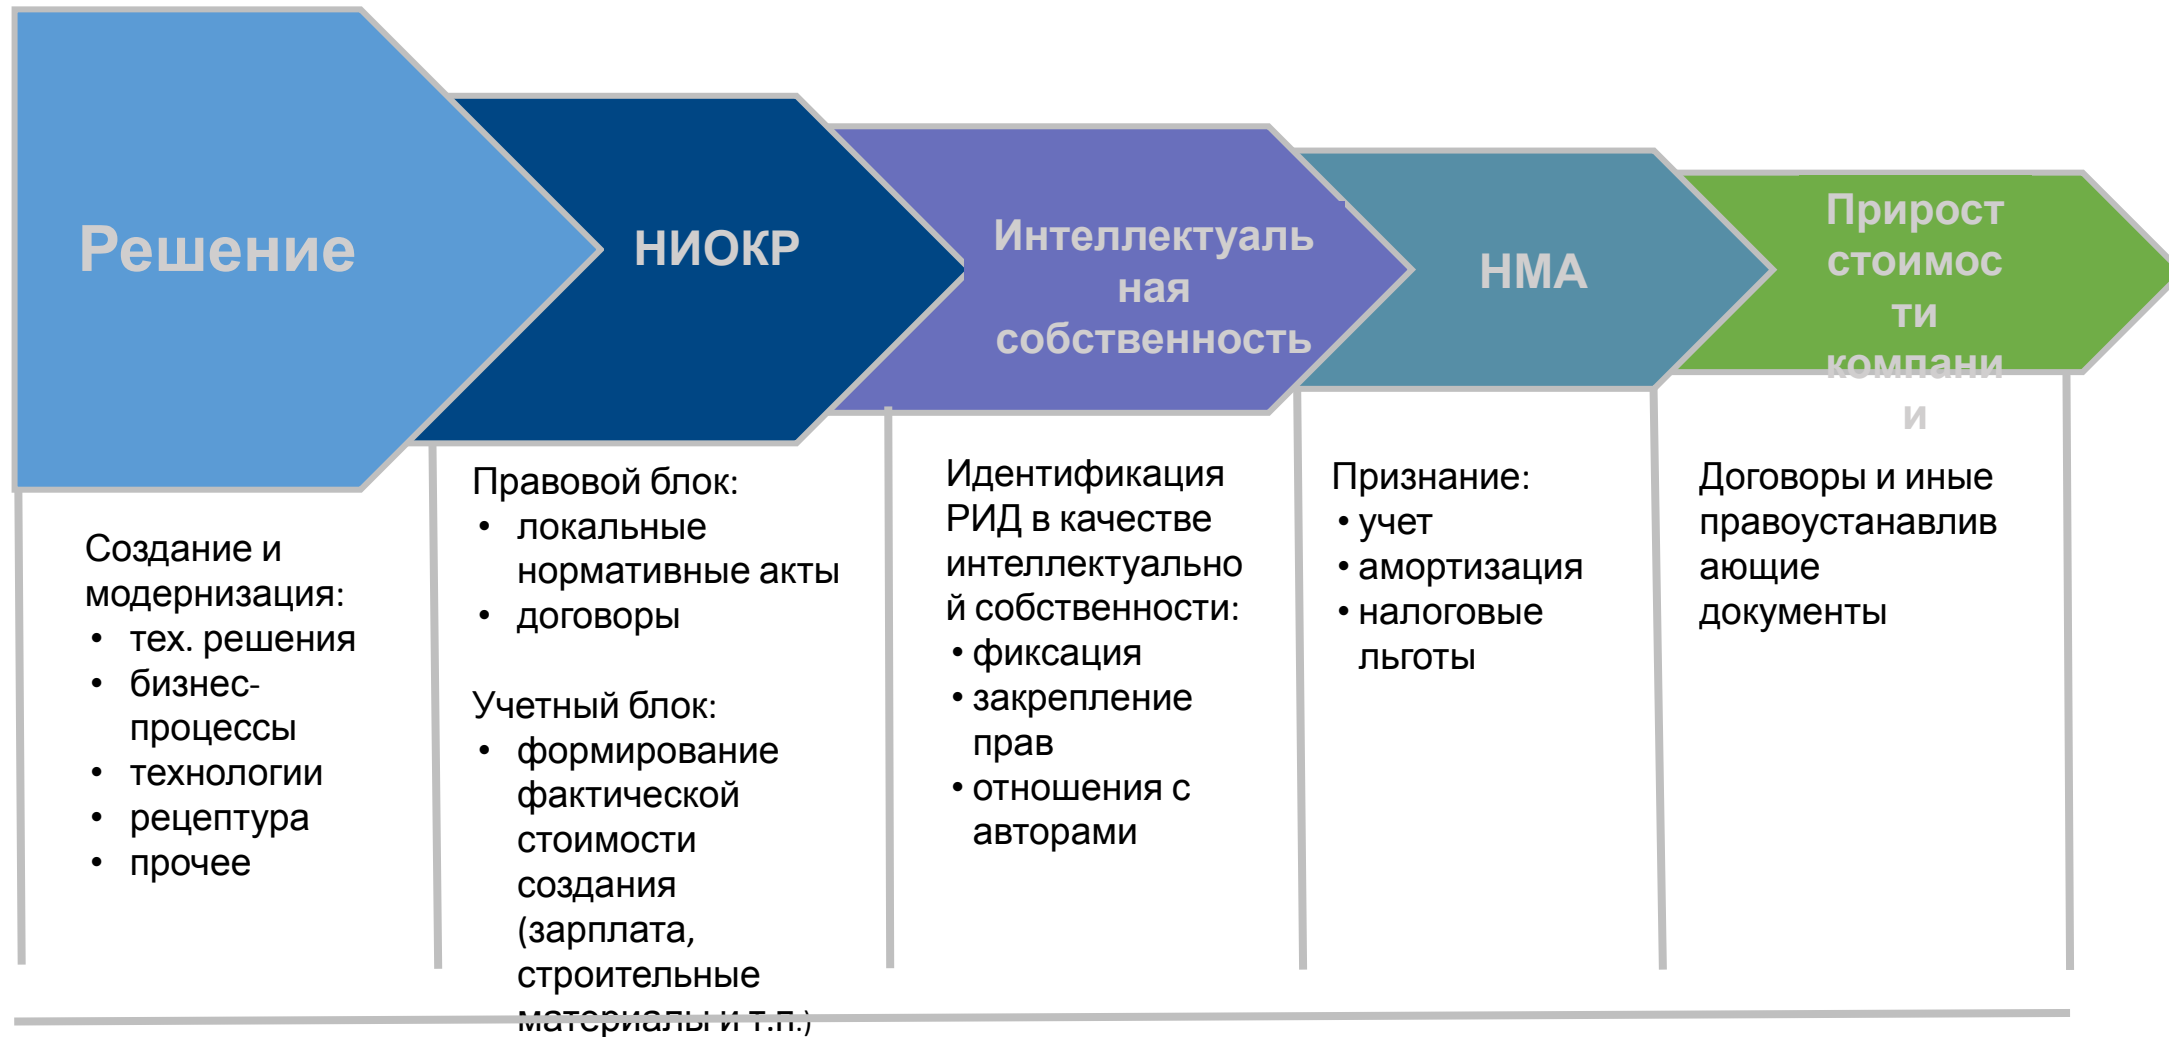 Решение
НИОКР
Интеллектуаль
ная
собственность
НМА
Прирост
стоимос
ти
компани
и
Создание и
модернизация:
• тех. решения
• бизнес-
процессы
• технологии
• рецептура
• прочее
Правовой блок:
• локальные
нормативные акты
• договоры
Учетный блок:
• формирование
фактической
стоимости
создания
(зарплата,
строительные
материалы и т.п.)
Идентификация
РИД в качестве
интеллектуально
й собственности:
• фиксация
• закрепление
прав
• отношения с
авторами
Признание:
• учет
• амортизация
• налоговые
льготы
Договоры и иные
правоустанавлив
ающие
документы